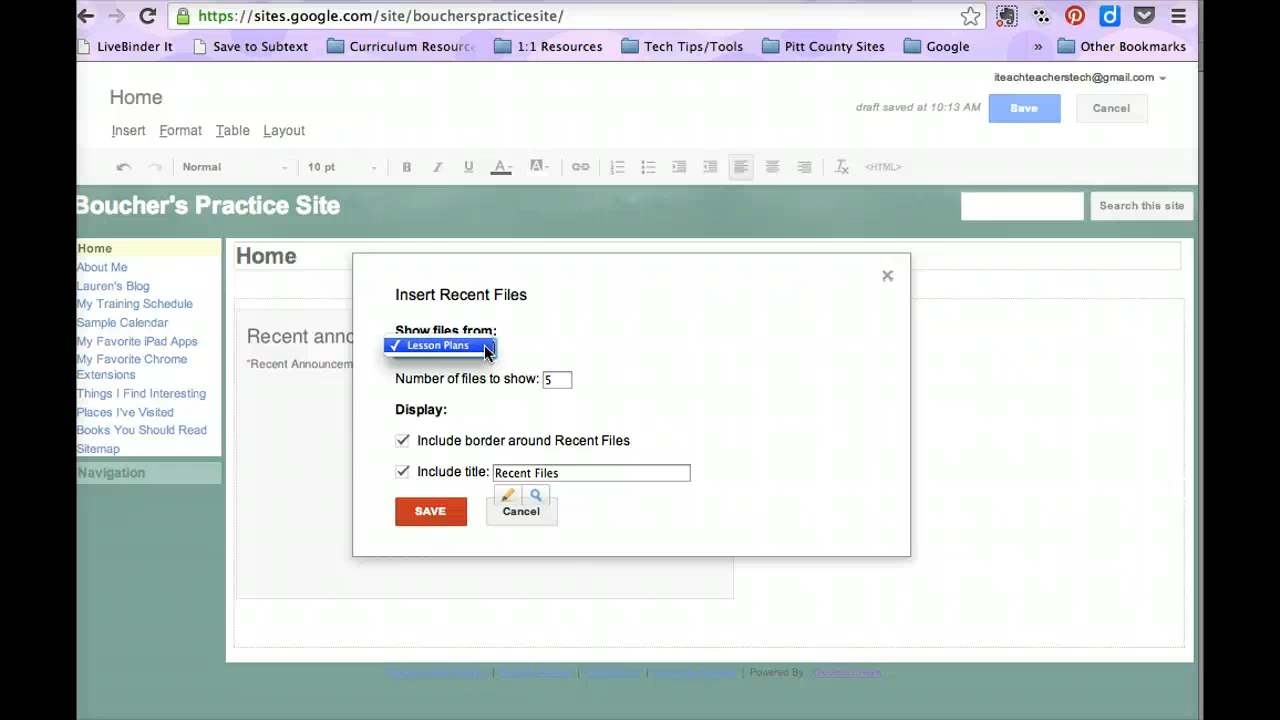 https://sites.google.com/site/boucherspracticesite/
LiveBinder It Save to Subtext Curriculum Resourc 1:1 Resources Tech Tips/Tools Pitt County Sites Google » Other Bookmarks
iteachteacherstech@gmail.com
Home
draft saved at 10:13 AM Save Cancel
Insert Format Table Layout
Normal 10 pt B I U A A <HTML>
Boucher's Practice Site
Search this site
Home
About Me
Lauren's Blog
My Training Schedule
Sample Calendar
My Favorite iPad Apps
My Favorite Chrome
Extensions
Things I Find Interesting
Places I've Visited
Books You Should Read
Sitemap
Navigation
Home
Recent anno
"Recent Announcem
Insert Recent Files
Show files from:
Lesson Plans
Number of files to show: 5
Display:
Include border around Recent Files
Include title: Recent Files
SAVE Cancel
Powered By